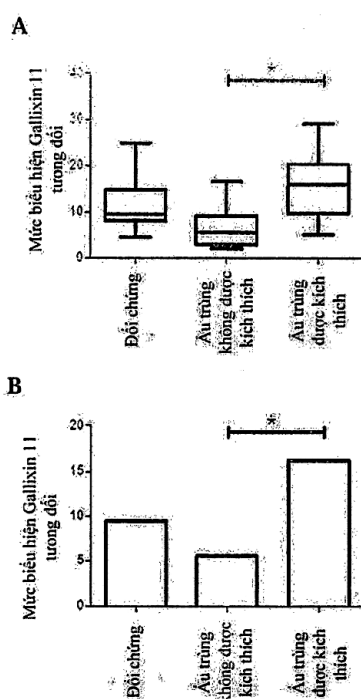 A
Mức biểu hiện Gallixin 11
tương đối
40
30
20
10
0
*
Đối chứng
Ấu trùng
không được
kích thích
Ấu trùng
được kích
thích
B
Mức biểu hiện Gallixin 11
tương đối
20
15
10
5
0
*
Đối chứng
Ấu trùng
không được
kích thích
Ấu trùng
được kích
thích